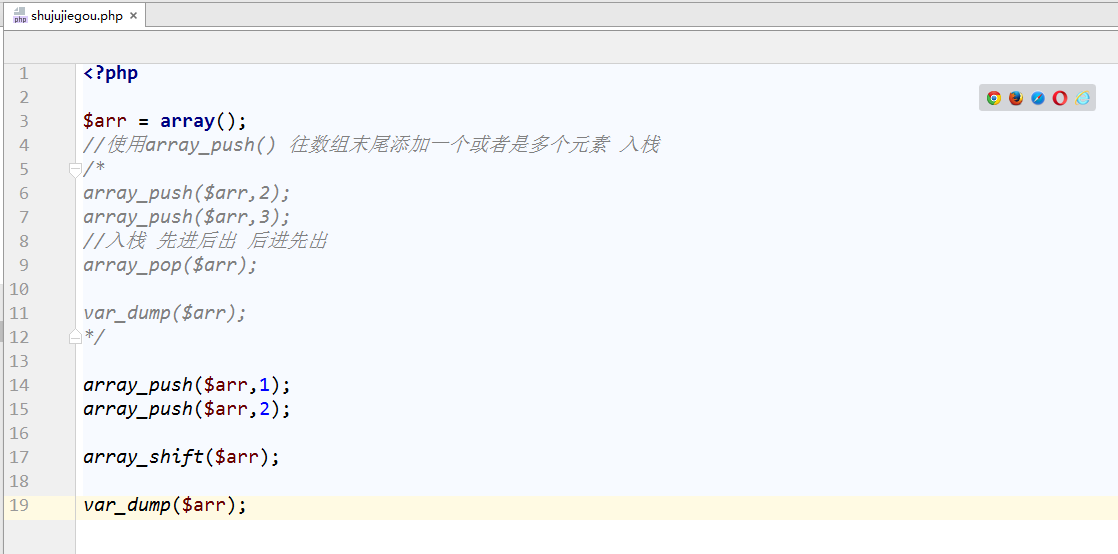 shujujiegou.php
1 <?php
2
3 $arr = array();
4 //使用array_push() 往数组末尾添加一个或者是多个元素 入栈
5 /*
6 array_push($arr,2);
7 array_push($arr,3);
8 //入栈 先进后出 后进先出
9 array_pop($arr);
10
11 var_dump($arr);
12 */
13
14 array_push($arr,1);
15 array_push($arr,2);
16
17 array_shift($arr);
18
19 var_dump($arr);